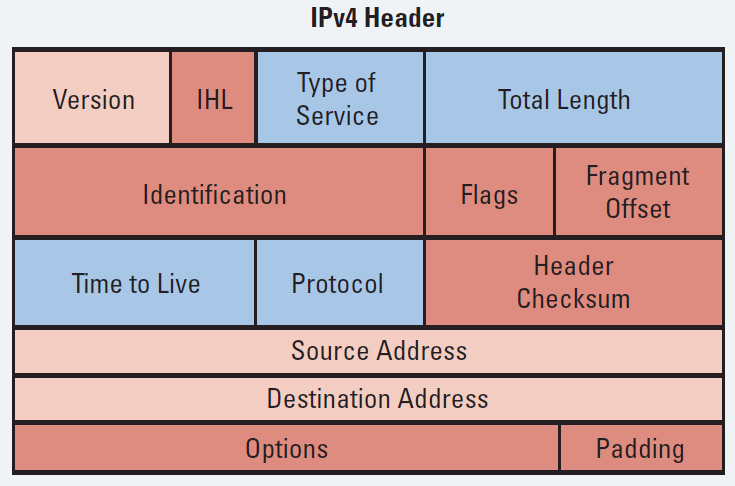 IPv4 Header
Version
IHL
Type of
Service
Total Length
Identification
Flags
Fragment
Offset
Time to Live
Protocol
Header
Checksum
Source Address
Destination Address
Options
Padding